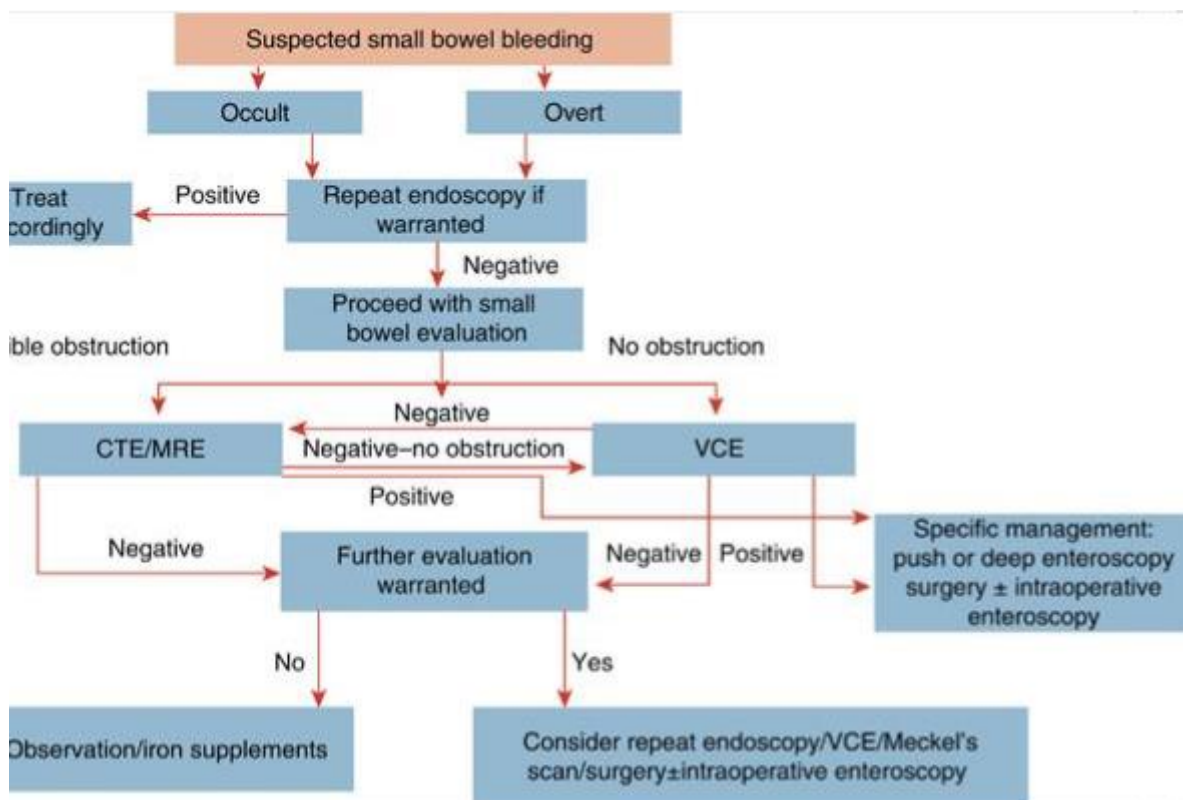 Suspected small bowel bleeding
Occult
Overt
Positive
Treat
cordingly
Repeat endoscopy if
warranted
Negative
Proceed with small
bowel evaluation
ible obstruction
No obstruction
Negative
CTE/MRE
Negative–no obstruction
VCE
Positive
Negative
Further evaluation
warranted
Negative
Positive
Specific management:
push or deep enteroscopy
surgery ± intraoperative
enteroscopy
No
Yes
Observation/iron supplements
Consider repeat endoscopy/VCE/Meckel's
scan/surgery±intraoperative enteroscopy